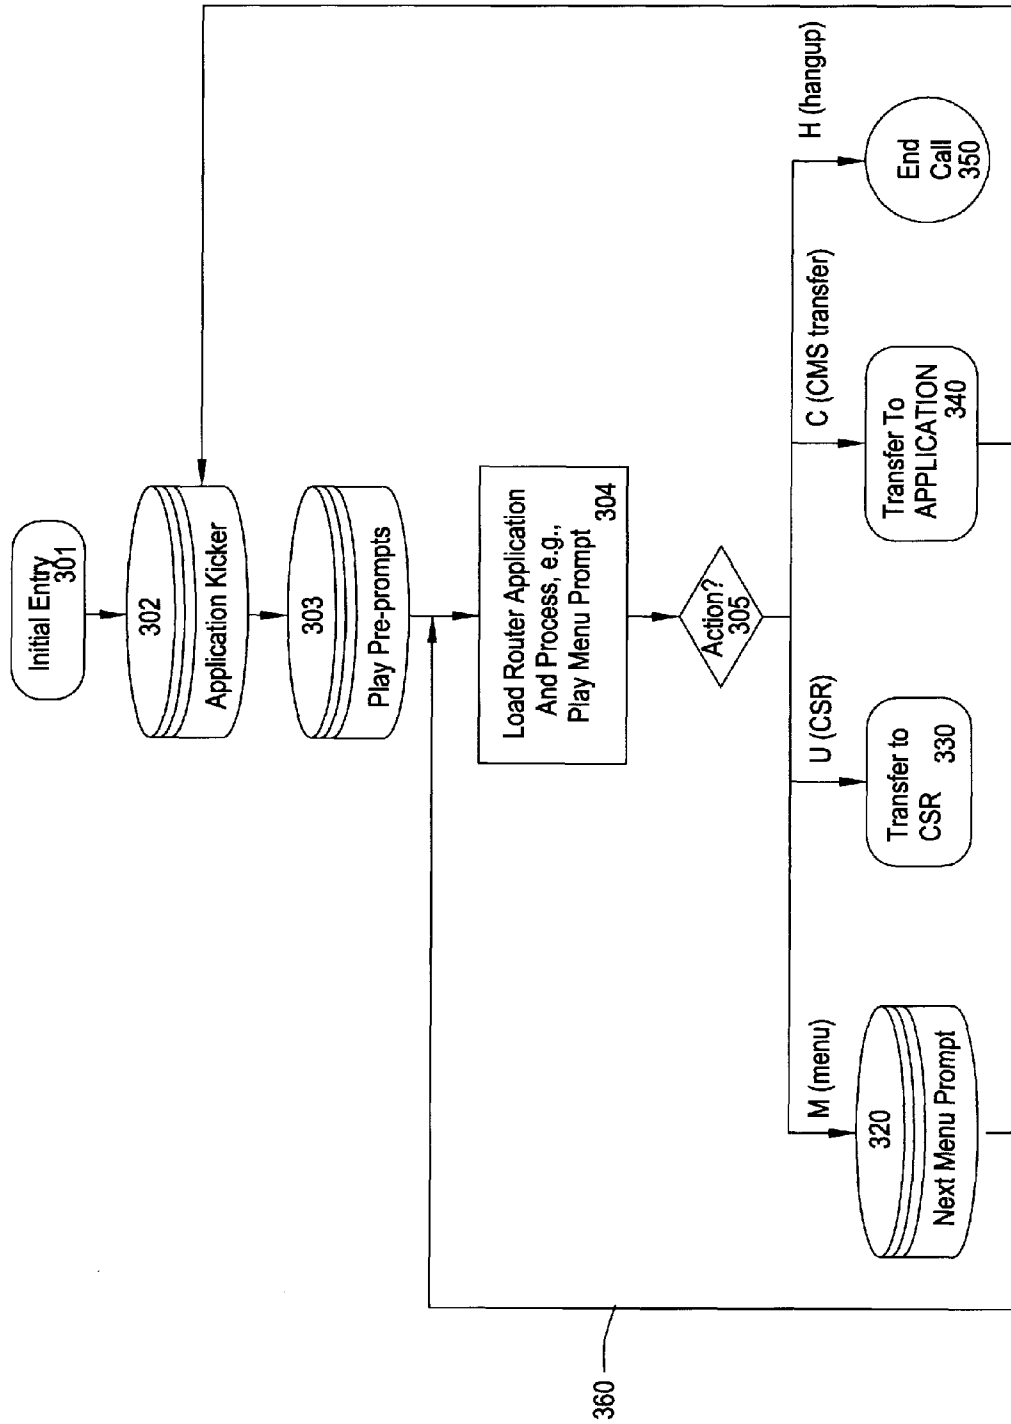 Initial Entry
301
302
Application Kicker
303
Play Pre-prompts
Load Router Application
And Process, e.g.,
Play Menu Prompt
304
Action?
305
M (menu)
U (CSR)
C (CMS transfer)
H (hangup)
320
Next Menu Prompt
Transfer to
CSR 330
Transfer To
APPLICATION
340
End
Call
350
360